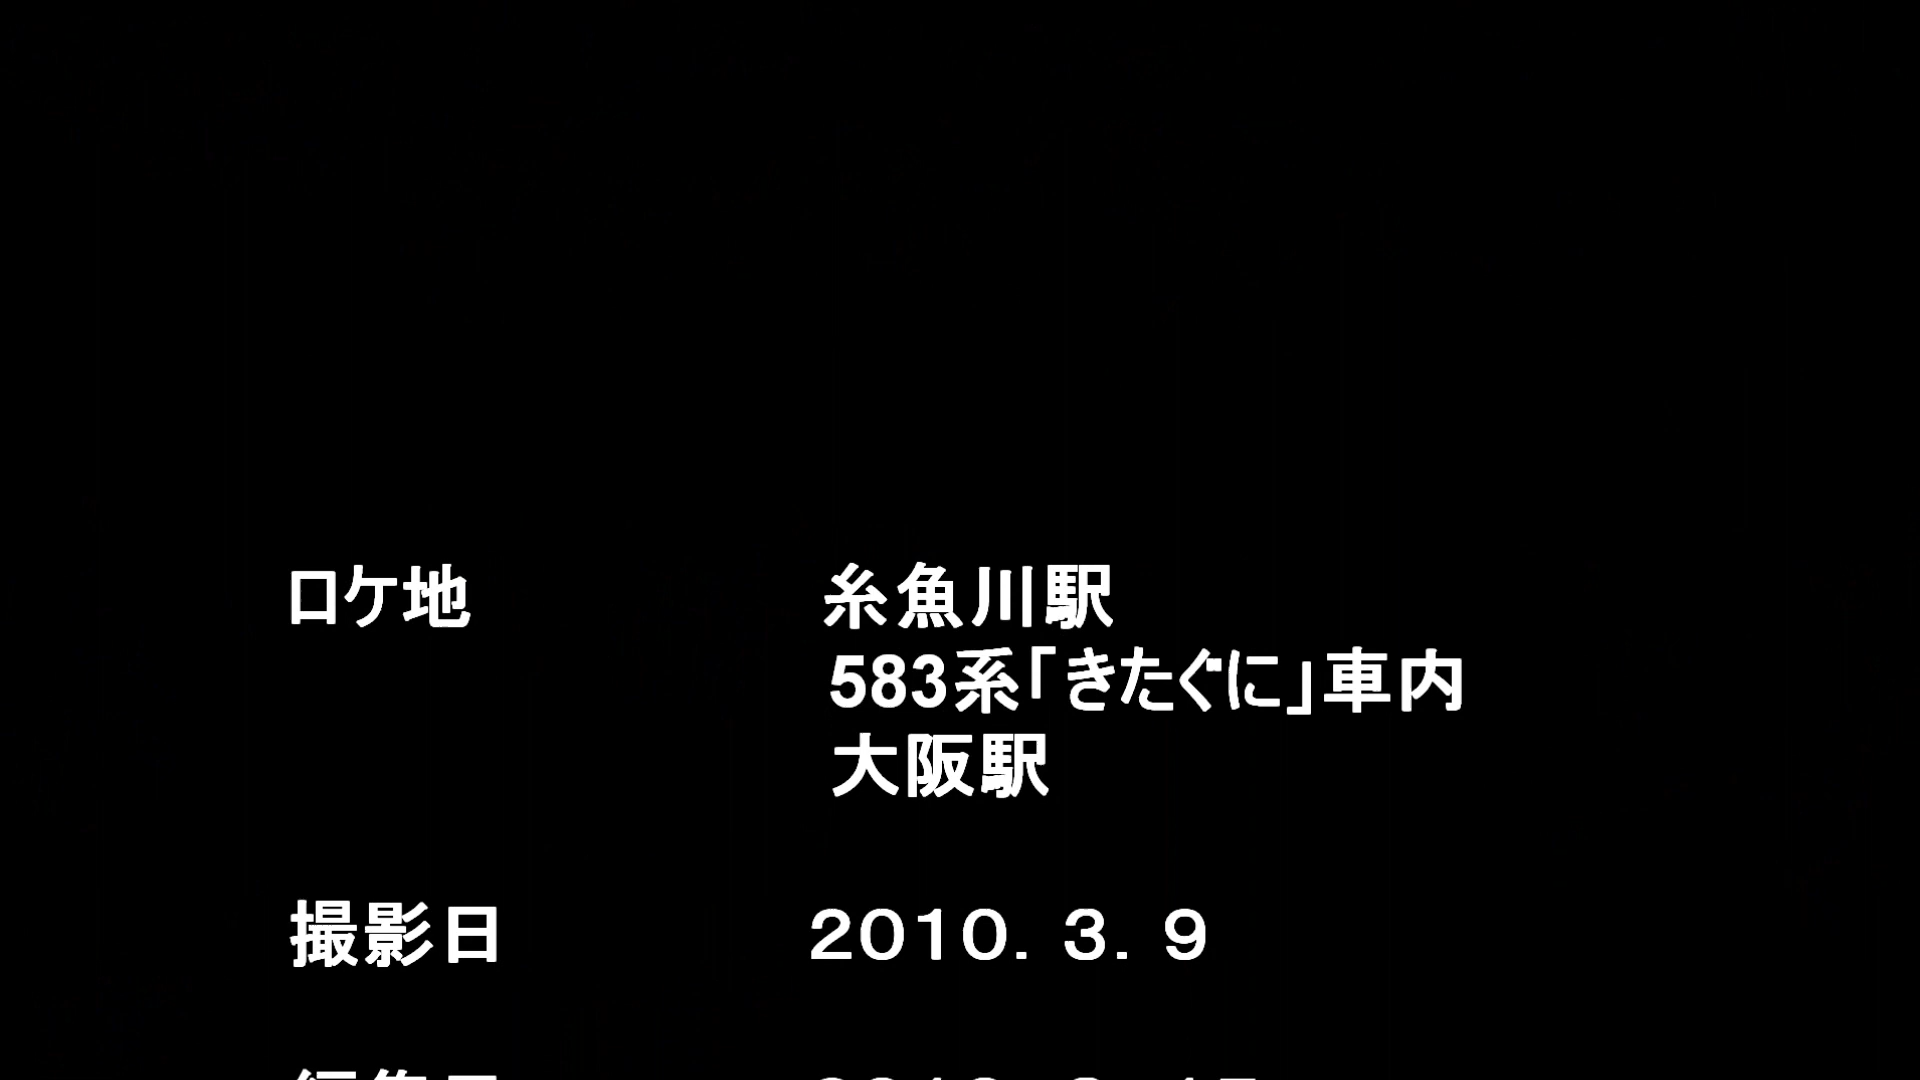 ロケ地 糸魚川駅
583系「きたぐに」車内
大阪駅
撮影日 2010. 3. 9